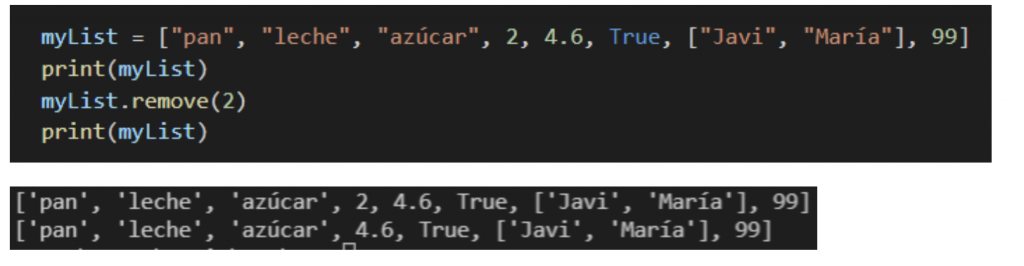 myList = ["pan", "leche", "azúcar", 2, 4.6, True, ["Javi", "María"], 99]
print(myList)
myList.remove(2)
print(myList)
['pan', 'leche', 'azúcar', 2, 4.6, True, ['Javi', 'María'], 99]
['pan', 'leche', 'azúcar', 4.6, True, ['Javi', 'María'], 99]